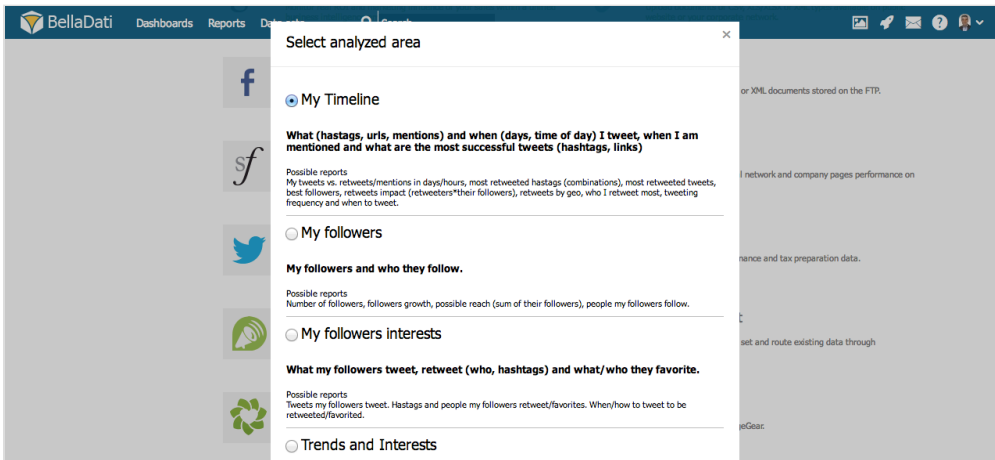 BellaDati Dashboards Reports Search
Select analyzed area
×
My Timeline
What (hastags, urls, mentions) and when (days, time of day) I tweet, when I am
mentioned and what are the most successful tweets (hashtags, links)
Possible reports
My tweets vs. retweets/mentions in days/hours, most retweeted hastags (combinations), most retweeted tweets,
best followers, retweets impact (retweeters*their followers), retweets by geo, who I retweet most, tweeting
frequency and when to tweet.
My followers
My followers and who they follow.
Possible reports
Number of followers, followers growth, possible reach (sum of their followers), people my followers follow.
My followers interests
What my followers tweet, retweet (who, hashtags) and what/who they favorite.
Possible reports
Tweets my followers tweet. Hastags and people my followers retweet/favorites. When/how to tweet to be
retweeted/favorited.
Trends and Interests
f
sf
or XML documents stored on the FTP.
network and company pages performance on
and tax preparation data.
set and route existing data through